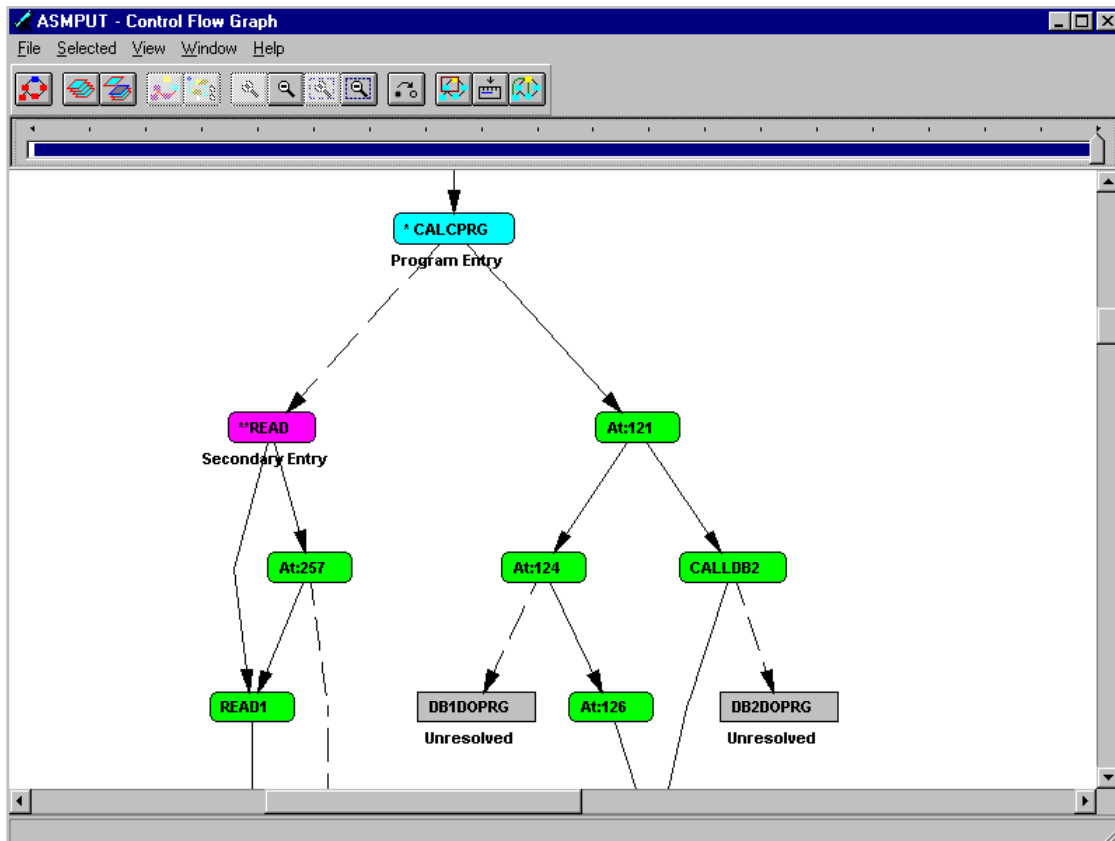 ASMPUT - Control Flow Graph
File Selected View Window Help
* CALCPRG
Program Entry
**READ
At:121
Secondary Entry
At:257
At:124
CALLDB2
READ1
DB1DOPRG
At:126
DB2DOPRG
Unresolved
Unresolved